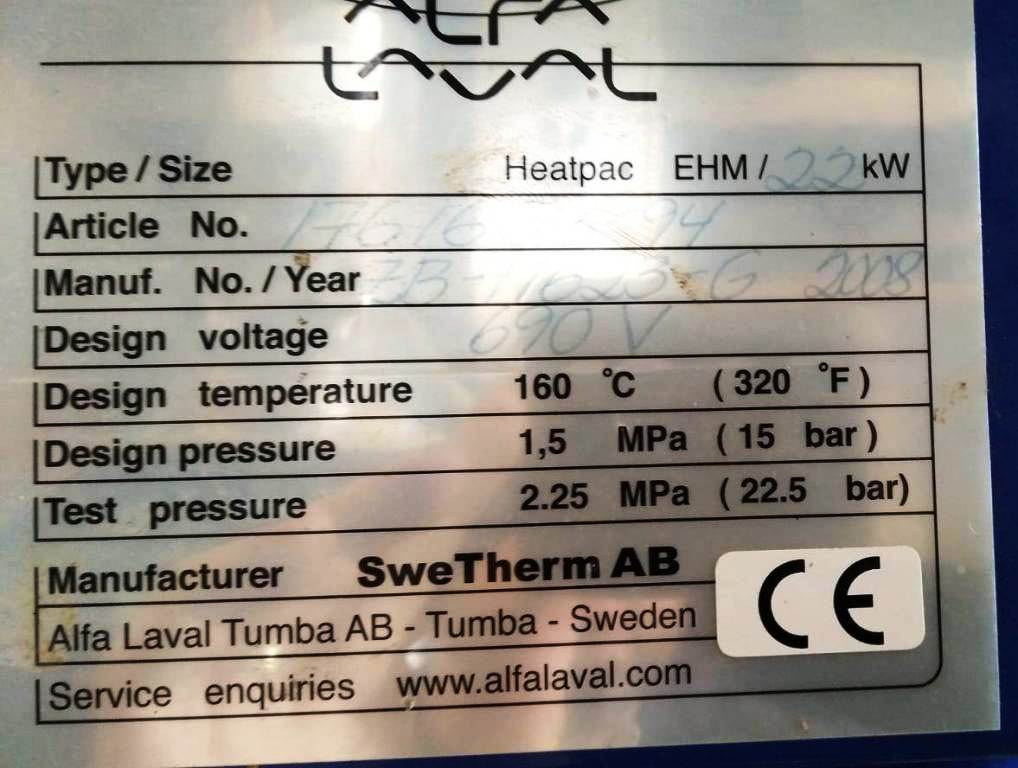 ALFA
LAVAL
Type / Size Heatpac EHM / 22 kW
Article No. 94
Manuf. No. / Year 2008
Design voltage 690 V
Design temperature 160 °C ( 320 °F )
Design pressure 1,5 MPa ( 15 bar )
Test pressure 2.25 MPa ( 22.5 bar)
Manufacturer SweTherm AB
CE
Alfa Laval Tumba AB - Tumba - Sweden
Service enquiries www.alfalaval.com